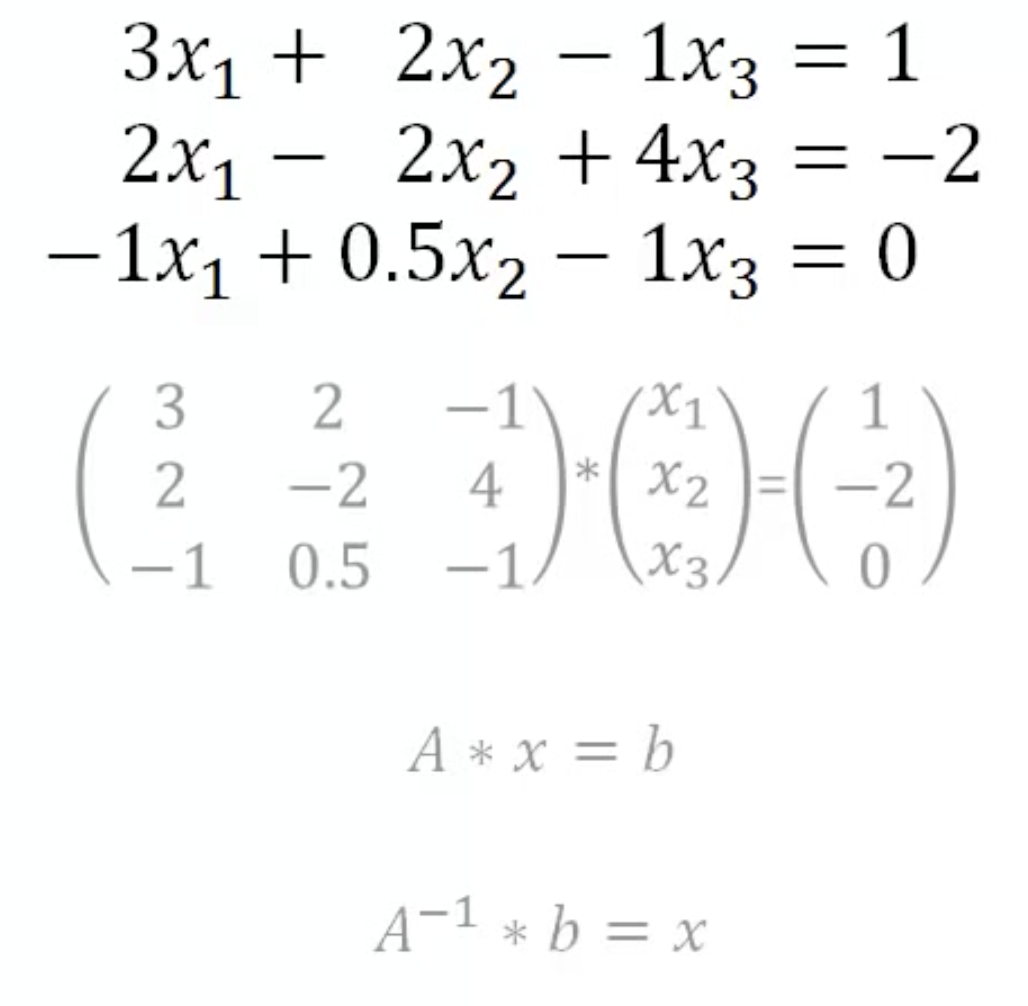 3x₁ + 2x₂ − 1x₃ = 1
2x₁ − 2x₂ + 4x₃ = −2
−1x₁ + 0.5x₂ − 1x₃ = 0
( 3 2 −1 ) ( x₁ ) ( 1 )
( 2 −2 4 ) * ( x₂ ) = ( −2 )
( −1 0.5 −1 ) ( x₃ ) ( 0 )
A * x = b
A⁻¹ * b = x